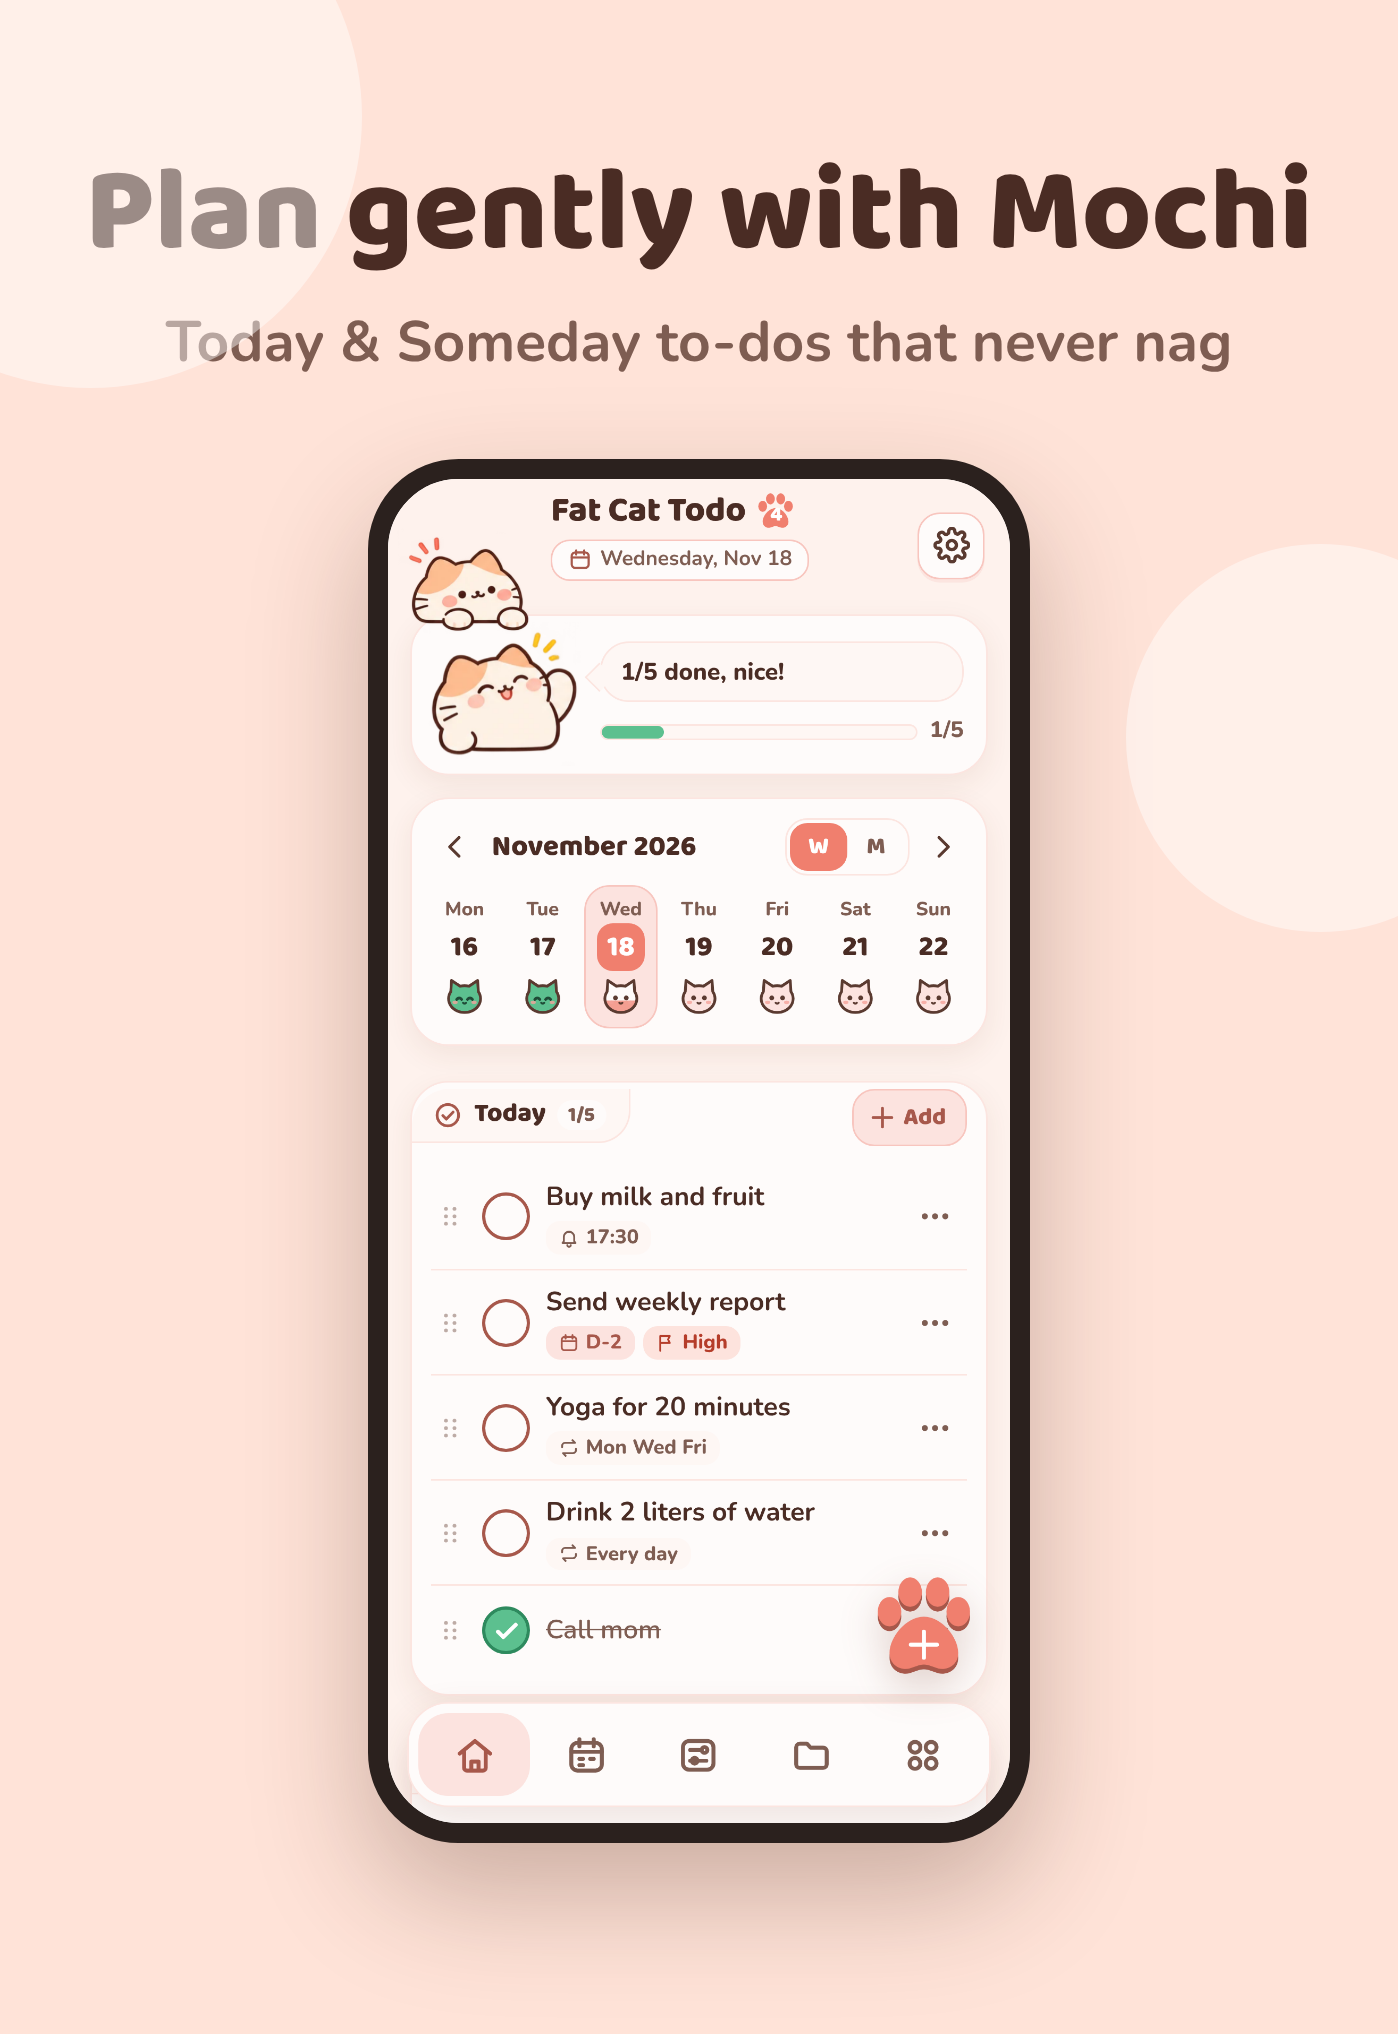 Plan gently with Mochi
Today & Someday to-dos that never nag
Fat Cat Todo 4
Wednesday, Nov 18
1/5 done, nice!
1/5
November 2026 W M
Mon Tue Wed Thu Fri Sat Sun
16 17 18 19 20 21 22
Today 1/5 Add
Buy milk and fruit
17:30
Send weekly report
D-2 High
Yoga for 20 minutes
Mon Wed Fri
Drink 2 liters of water
Every day
Call mom